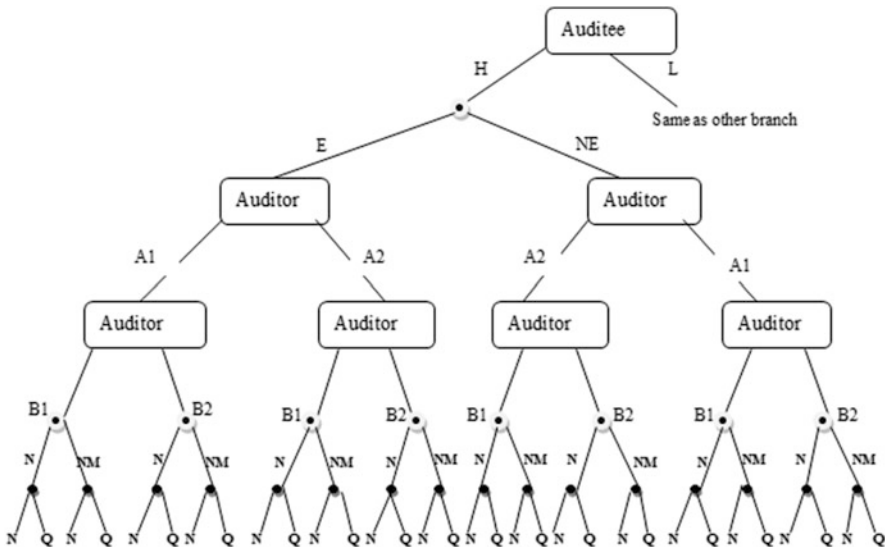 Auditee
H L
Same as other branch
E NE
Auditor Auditor
A1 A2 A2 A1
Auditor Auditor Auditor Auditor
B1 B2 B1 B2 B1 B2 B1 B2
N NM N NM N NM N NM N NM N NM N NM N NM
N Q N Q N Q N Q N Q N Q N Q N Q N Q N Q N Q N Q N Q N Q N Q N Q